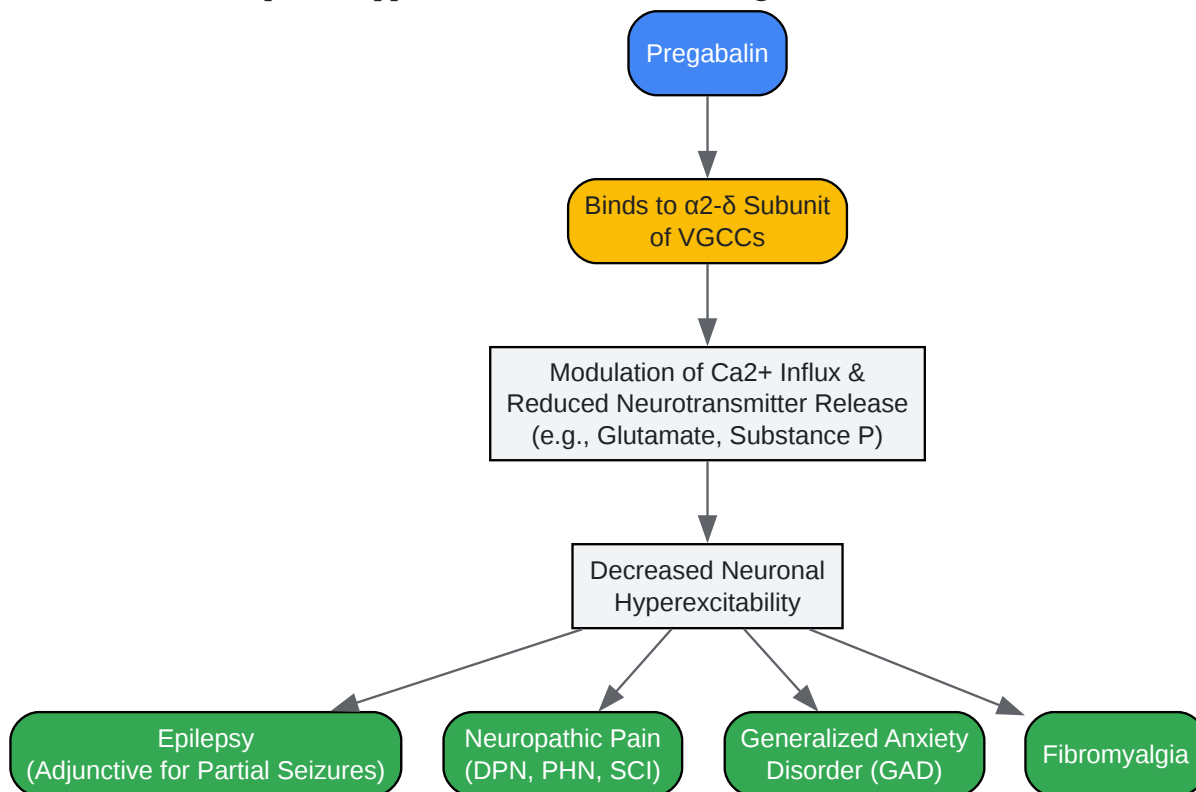 Pregabalin
Binds to α2-δ Subunit
of VGCCs
Modulation of Ca2+ Influx &
Reduced Neurotransmitter Release
(e.g., Glutamate, Substance P)
Decreased Neuronal
Hyperexcitability
Epilepsy
(Adjunctive for Partial Seizures)
Neuropathic Pain
(DPN, PHN, SCI)
Generalized Anxiety
Disorder (GAD)
Fibromyalgia